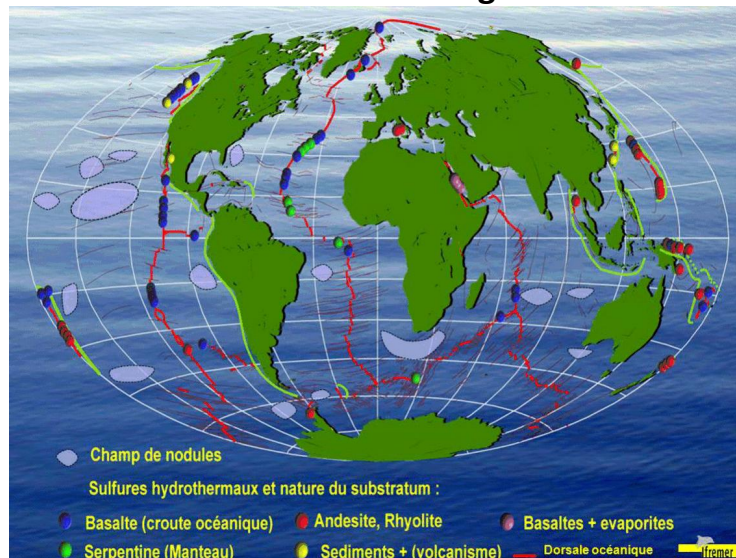 Champ de nodules
Sulfures hydrothermaux et nature du substratum :
Basalte (croute océanique)
Andesite, Rhyolite
Basaltes + evaporites
Serpentine (Manteau)
Sediments + (volcanisme)
Dorsale océanique
Ifremer